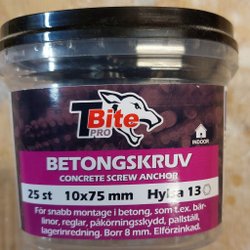 T Bite
PRO
INDOOR
BETONGSKRUV
CONCRETE SCREW ANCHOR
25 st 10x75 mm Hylsa 13
För snabb montage i betong, som t.ex. bär-
linor, reglar, påkörningsskydd, pallställ,
lagerinredning. Borr 8 mm. Elförzinkad.